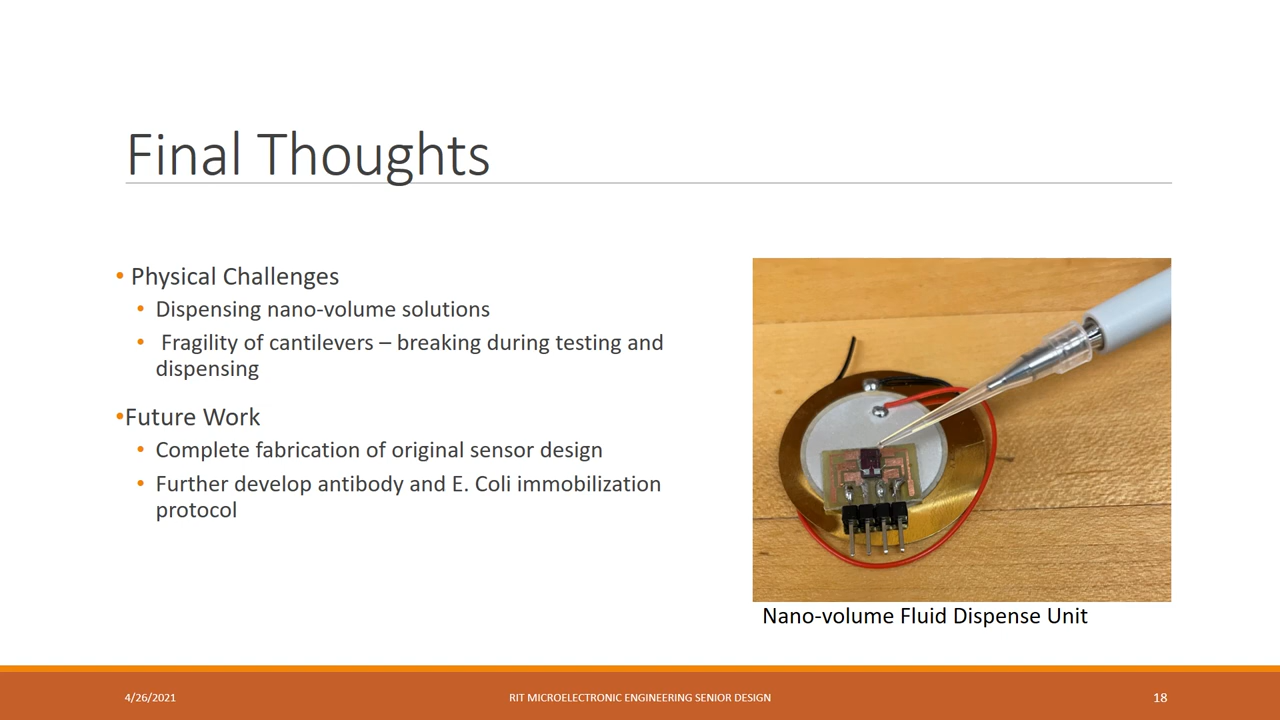 Final Thoughts
• Physical Challenges
• Dispensing nano-volume solutions
• Fragility of cantilevers – breaking during testing and
dispensing
•Future Work
• Complete fabrication of original sensor design
• Further develop antibody and E. Coli immobilization
protocol
Nano-volume Fluid Dispense Unit
4/26/2021
RIT MICROELECTRONIC ENGINEERING SENIOR DESIGN
18